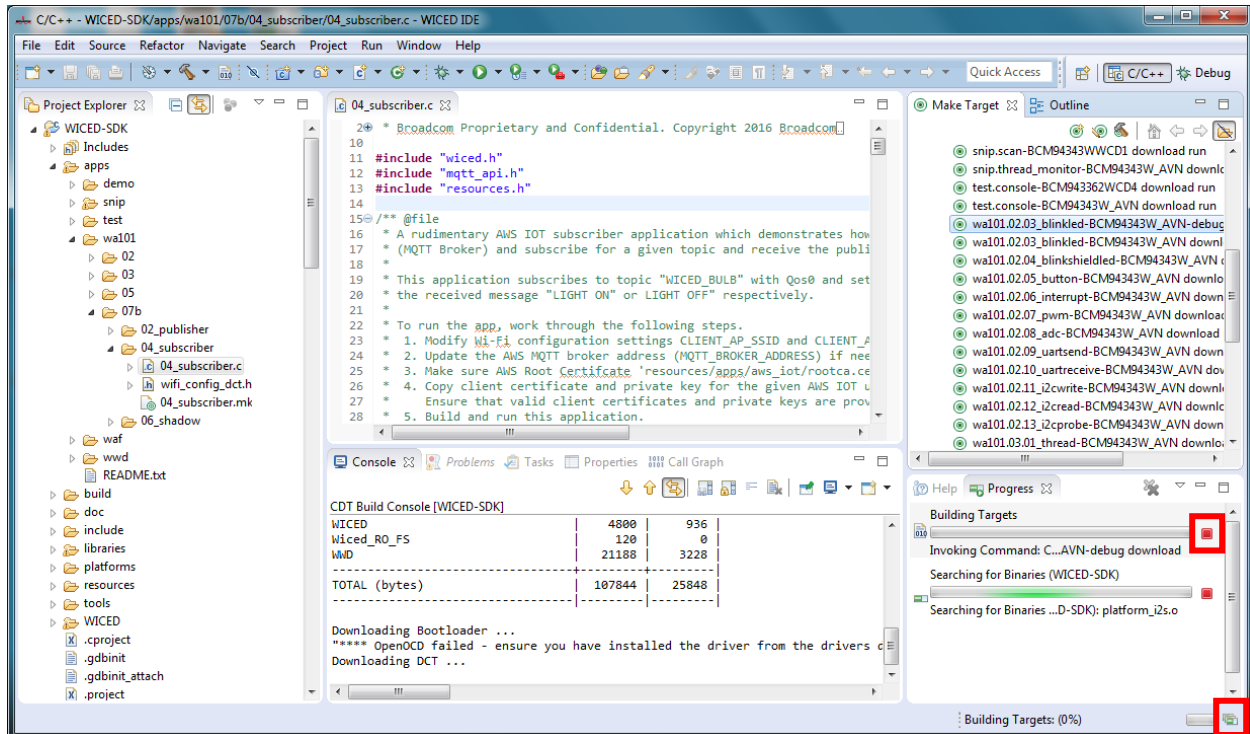 C/C++ - WICED-SDK/apps/wa101/07b/04_subscriber/04_subscriber.c - WICED IDE
File Edit Source Refactor Navigate Search Project Run Window Help
Quick Access C/C++ Debug
Project Explorer
WICED-SDK
Includes
apps
demo
snip
test
wa101
02
03
05
07b
02_publisher
04_subscriber
04_subscriber.c
wifi_config_dct.h
04_subscriber.mk
06_shadow
waf
wwd
README.txt
build
doc
include
libraries
platforms
resources
tools
WICED
.cproject
.gdbinit
.gdbinit_attach
.project
04_subscriber.c
2 * Broadcom Proprietary and Confidential. Copyright 2016 Broadcom
10
11 #include "wiced.h"
12 #include "mqtt_api.h"
13 #include "resources.h"
14
15 /** @file
16 * A rudimentary AWS IOT subscriber application which demonstrates how
17 * (MQTT Broker) and subscribe for a given topic and receive the publi
18 *
19 * This application subscribes to topic "WICED_BULB" with Qos0 and set
20 * the received message "LIGHT ON" or LIGHT OFF" respectively.
21 *
22 * To run the app, work through the following steps.
23 * 1. Modify Wi-Fi configuration settings CLIENT_AP_SSID and CLIENT_A
24 * 2. Update the AWS MQTT broker address (MQTT_BROKER_ADDRESS) if nee
25 * 3. Make sure AWS Root Certifcate 'resources/apps/aws_iot/rootca.ce
26 * 4. Copy client certificate and private key for the given AWS IOT u
27 * Ensure that valid client certificates and private keys are prov
28 * 5. Build and run this application.
Console Problems Tasks Properties Call Graph
CDT Build Console [WICED-SDK]
WICED | 4800 | 936 |
Wiced_RO_FS | 120 | 0 |
WWD | 21188 | 3228 |
TOTAL (bytes) | 107844 | 25848 |
Downloading Bootloader ...
"**** OpenOCD failed - ensure you have installed the driver from the drivers d
Downloading DCT ...
Make Target Outline
snip.scan-BCM94343WWCD1 download run
snip.thread_monitor-BCM94343W_AVN downlc
test.console-BCM943362WCD4 download run
test.console-BCM94343W_AVN download run
wa101.02.03_blinkled-BCM94343W_AVN-debug
wa101.02.03_blinkled-BCM94343W_AVN downl
wa101.02.04_blinkshieldled-BCM94343W_AVN
wa101.02.05_button-BCM94343W_AVN downlo
wa101.02.06_interrupt-BCM94343W_AVN down
wa101.02.07_pwm-BCM94343W_AVN download
wa101.02.08_adc-BCM94343W_AVN download
wa101.02.09_uartsend-BCM94343W_AVN downl
wa101.02.10_uartreceive-BCM94343W_AVN dov
wa101.02.11_i2cwrite-BCM94343W_AVN downl
wa101.02.12_i2cread-BCM94343W_AVN downlc
wa101.02.13_i2cprobe-BCM94343W_AVN down
wa101.03.01_thread-BCM94343W_AVN downlo
Help Progress
Building Targets
Invoking Command: C...AVN-debug download
Searching for Binaries (WICED-SDK)
Searching for Binaries ...D-SDK): platform_i2s.o
Building Targets: (0%)